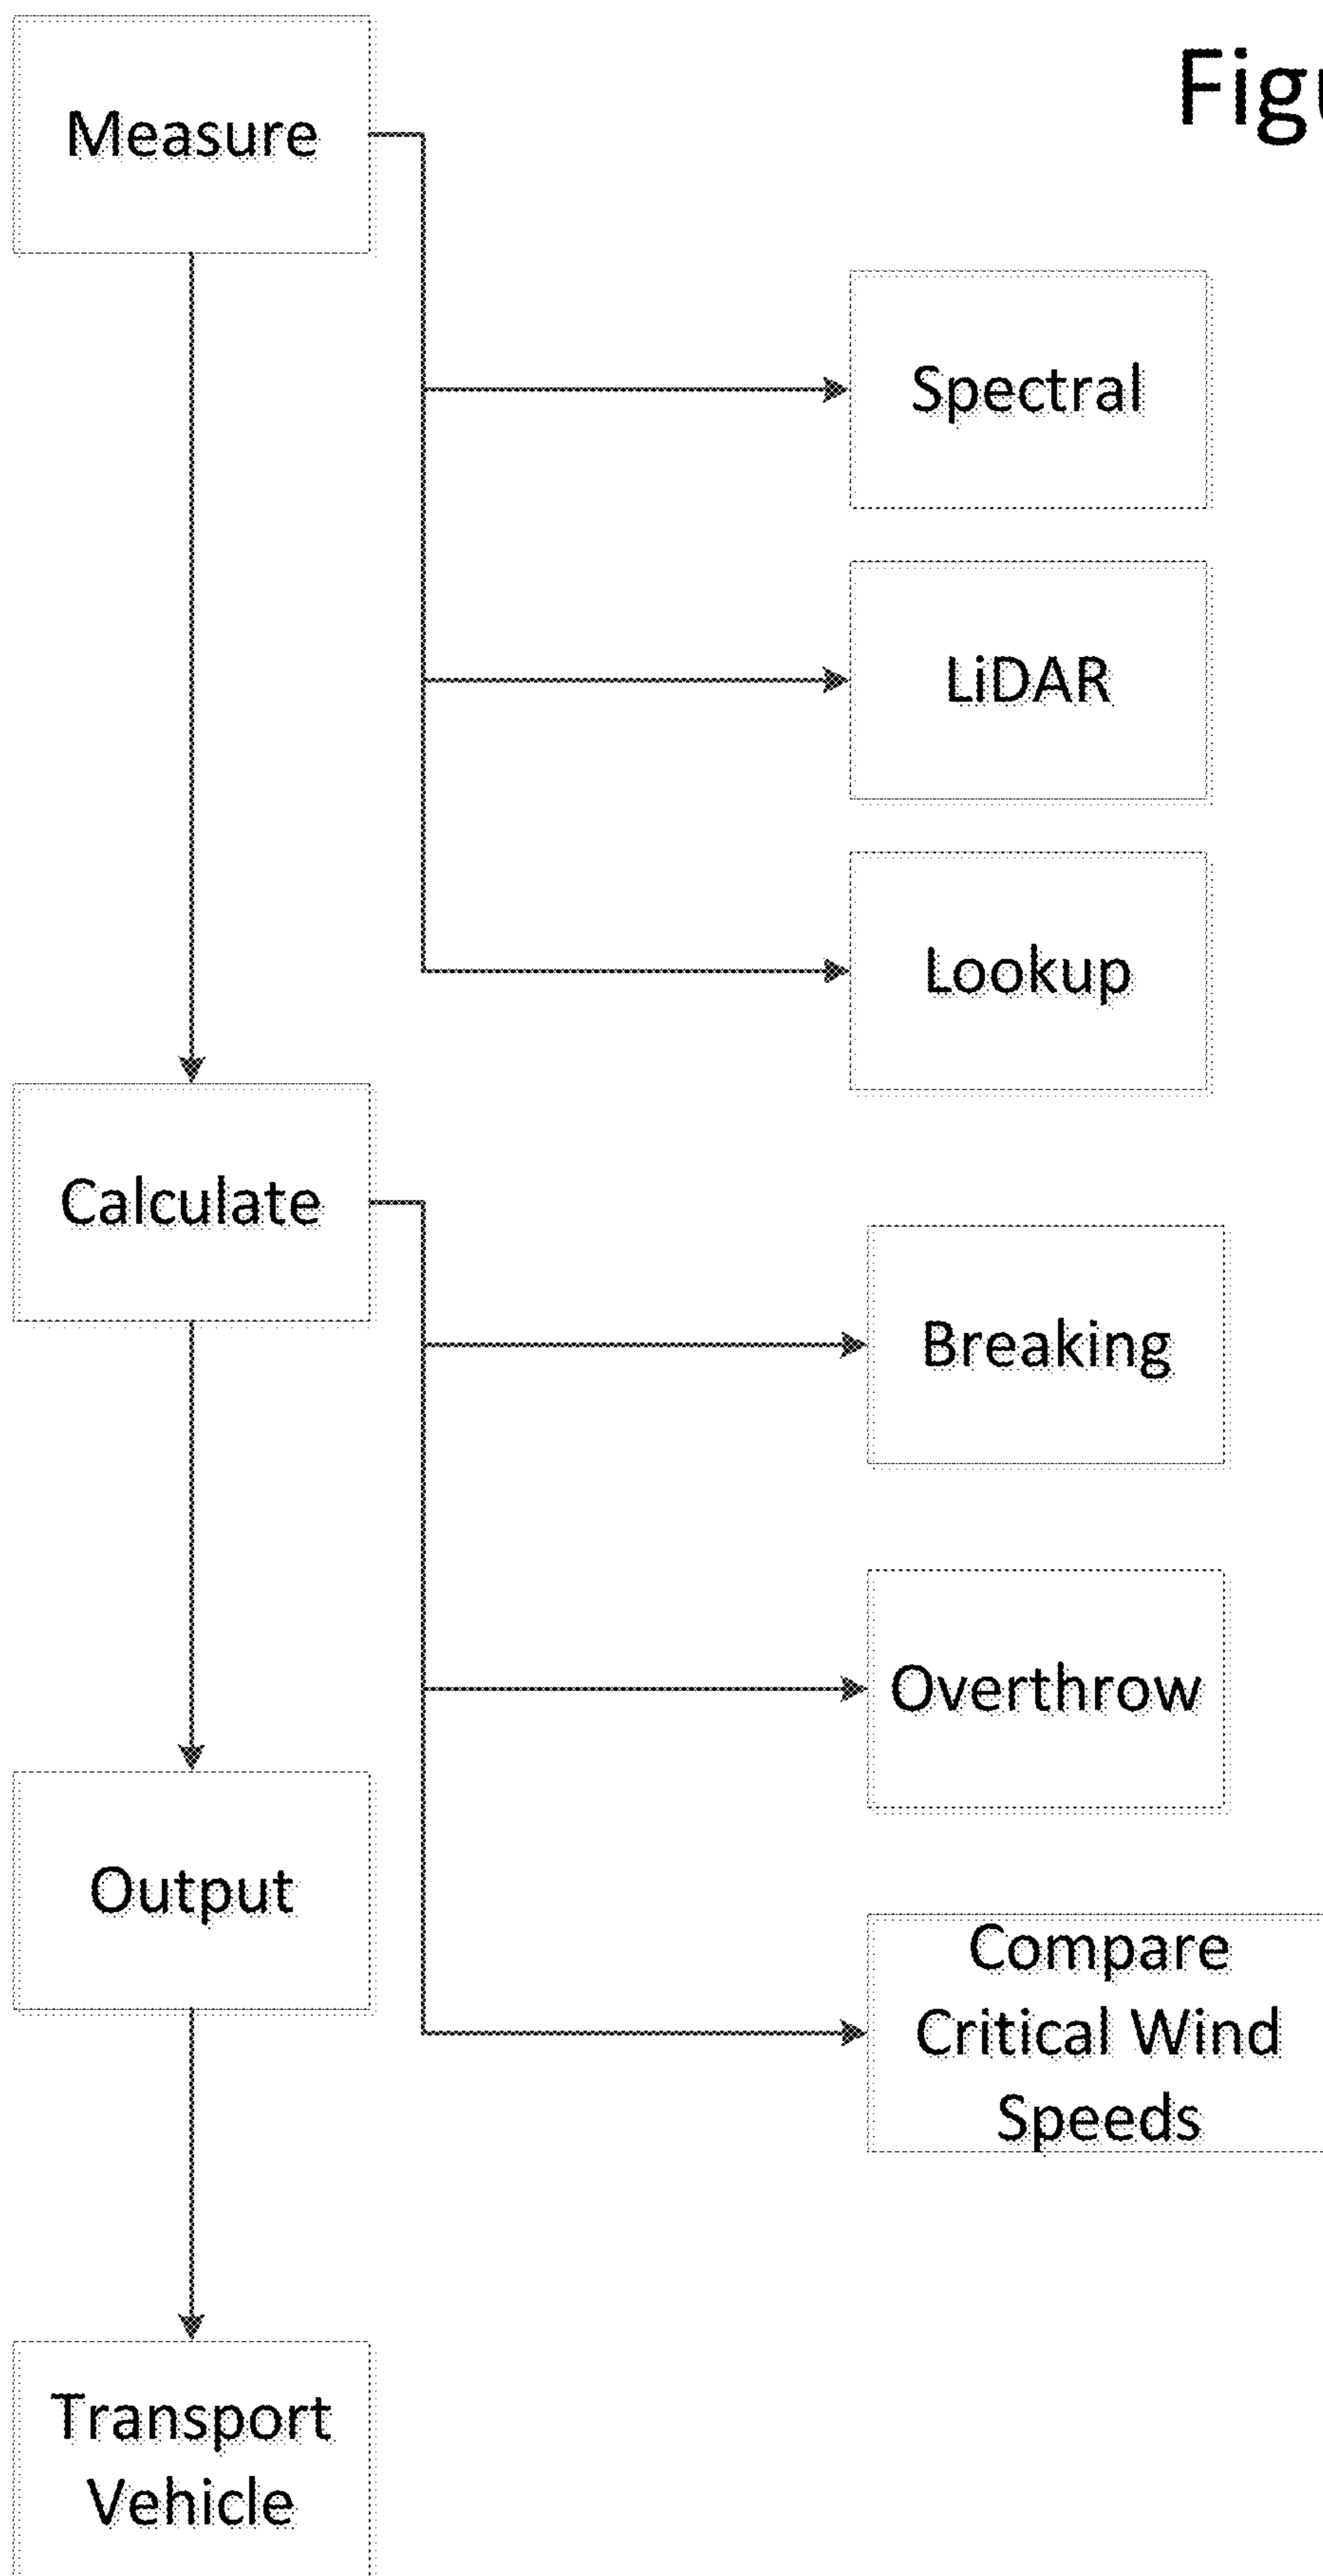 Measure
Spectral
LiDAR
Lookup
Calculate
Breaking
Overthrow
Output
Compare
Critical Wind
Speeds
Transport
Vehicle